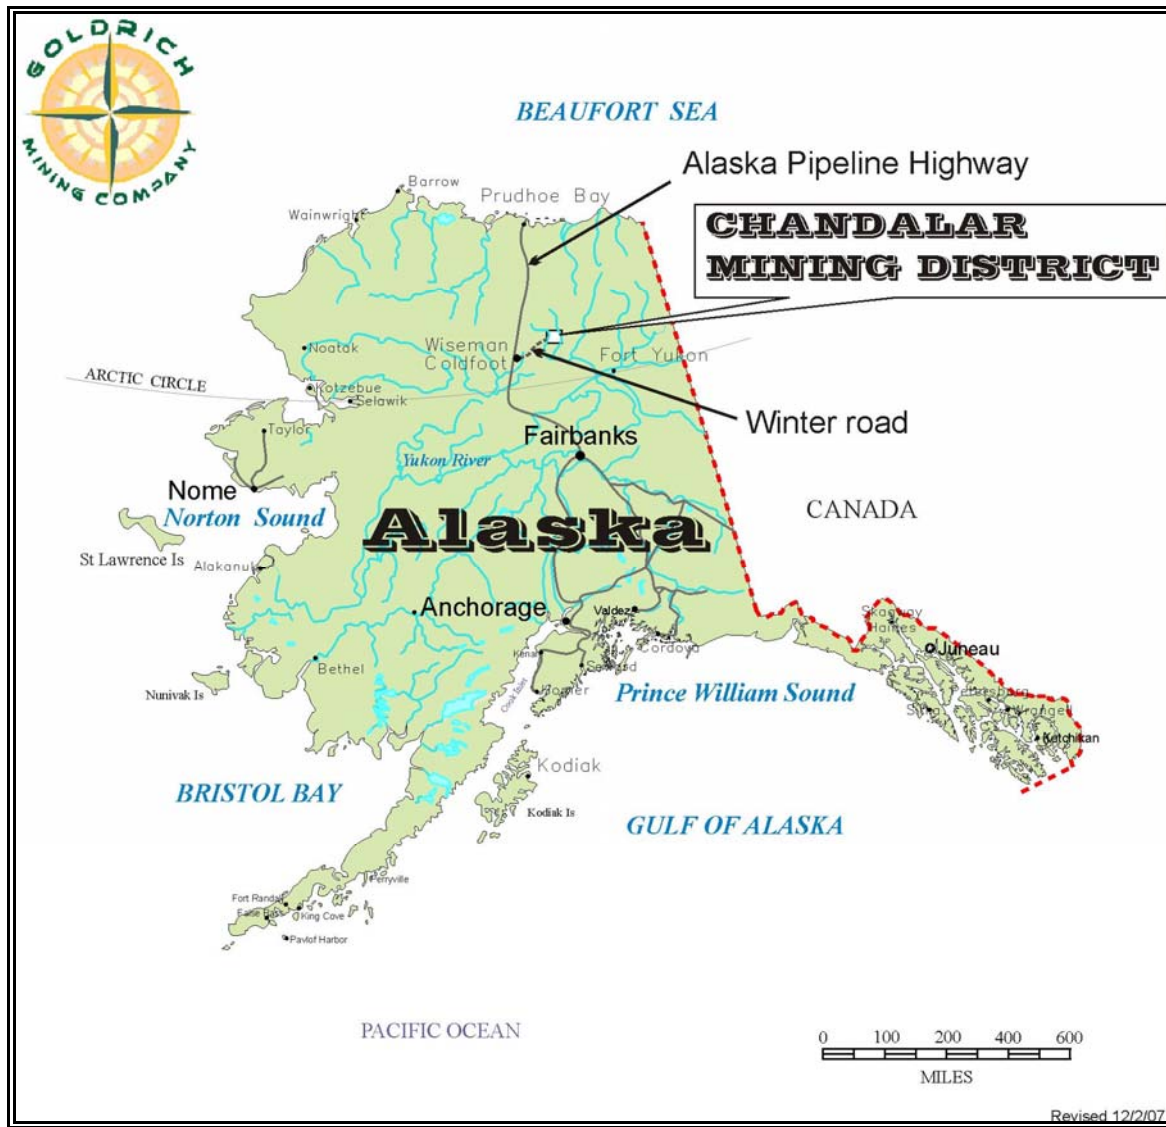 GOLDRICH
MINING COMPANY
BEAUFORT SEA
Alaska Pipeline Highway
Barrow
Prudhoe Bay
Wainwright
CHANDALAR
MINING DISTRICT
Noatak
Wiseman
Coldfoot
Fort Yukon
ARCTIC CIRCLE
Kotzebue
Selawik
Winter road
Taylor
Fairbanks
Yukon River
Nome
Norton Sound
Alaska
CANADA
St Lawrence Is
Alakanuk
Anchorage
Valdez
Skagway
Haines
Juneau
Kenai
Cordova
Bethel
Seward
Nunivak Is
Homer
Cook Inlet
Prince William Sound
Petersburg
Sitka
Wrangell
Ketchikan
Kodiak
BRISTOL BAY
Kodiak Is
GULF OF ALASKA
Perryville
Fort Randall
False Pass
King Cove
Pavlof Harbor
PACIFIC OCEAN
0 100 200 400 600
MILES
Revised 12/2/07